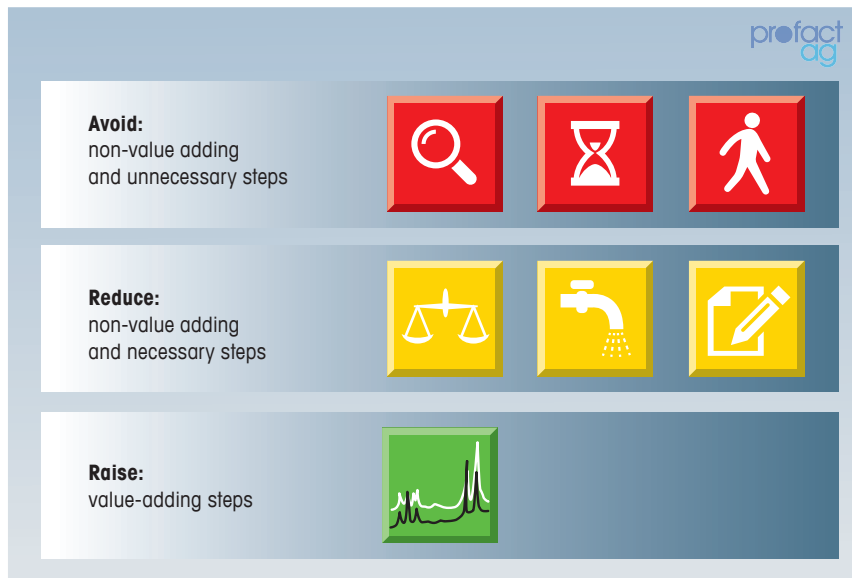 profact
ag
Avoid:
non-value adding
and unnecessary steps
Reduce:
non-value adding
and necessary steps
Raise:
value-adding steps